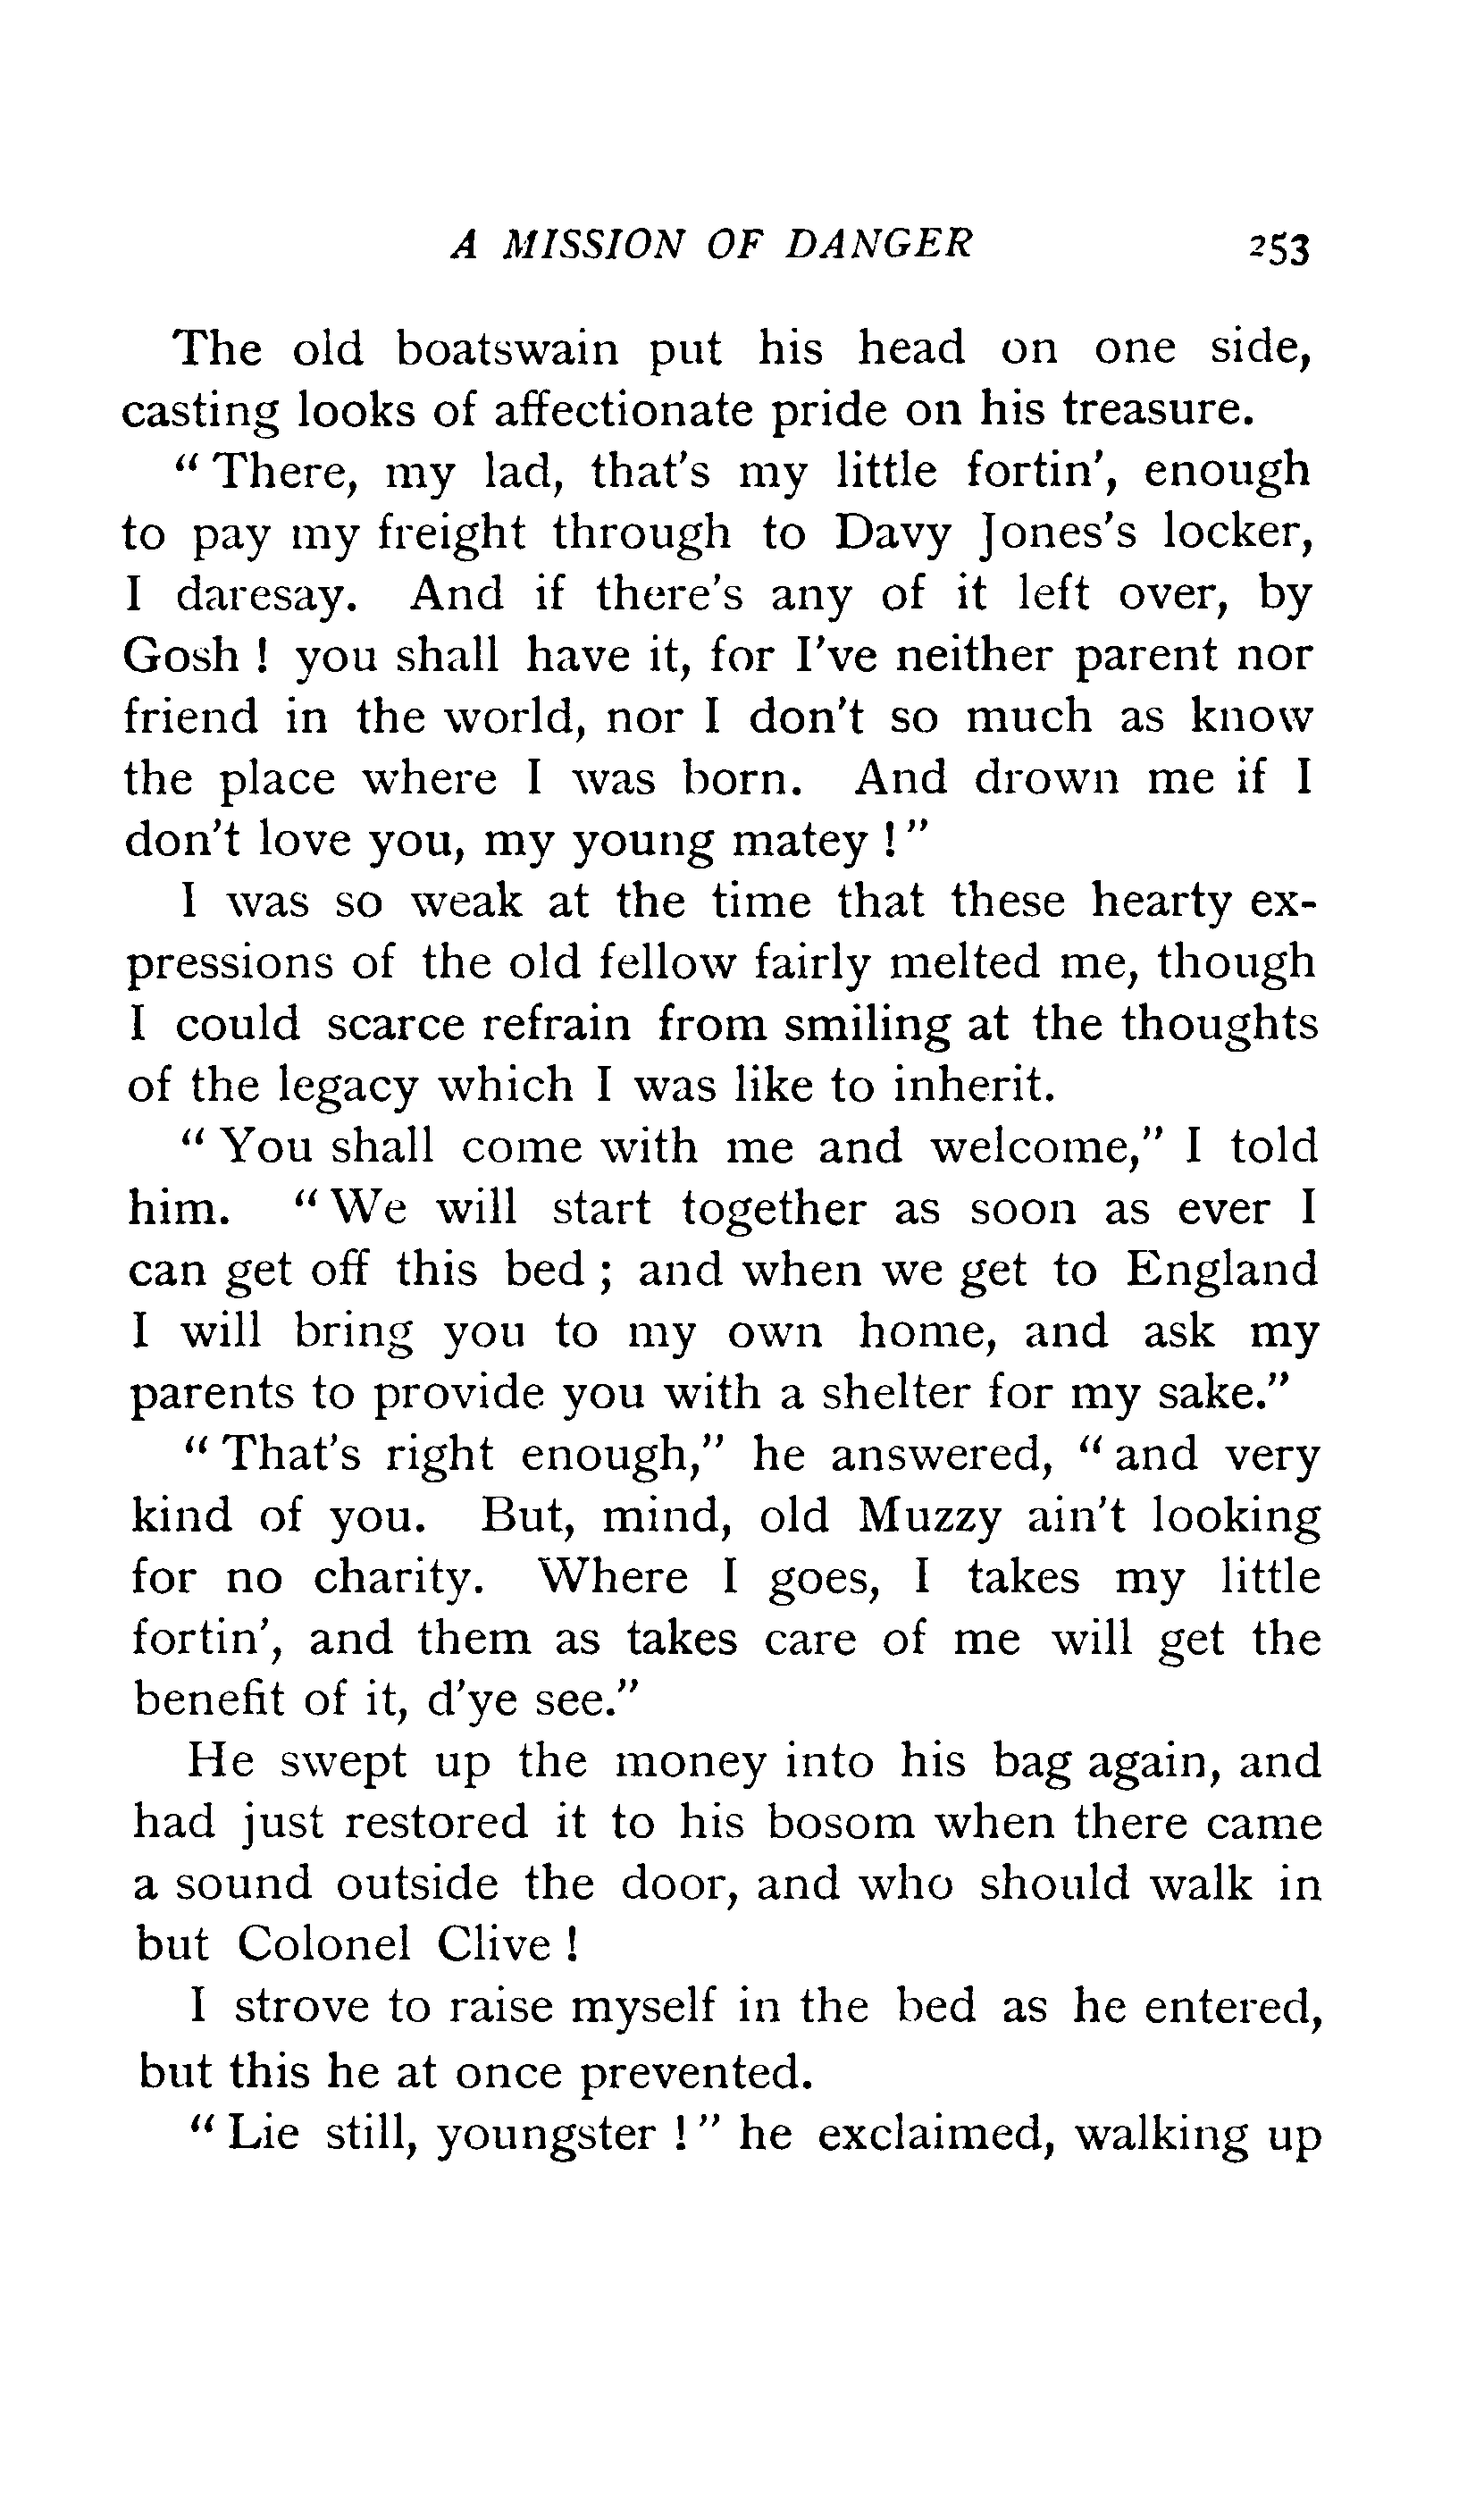 A MISSION OF DANGER 253
The old boatswain put his head on one side,
casting looks of affectionate pride on his treasure.
"There, my lad, that's my little fortin', enough
to pay my freight through to Davy Jones's locker,
I daresay. And if there's any of it left over, by
Gosh! you shall have it, for I've neither parent nor
friend in the world, nor I don't so much as know
the place where I was born. And drown me if I
don't love you, my young matey!"
I was so weak at the time that these hearty ex-
pressions of the old fellow fairly melted me, though
I could scarce refrain from smiling at the thoughts
of the legacy which I was like to inherit.
"You shall come with me and welcome," I told
him. "We will start together as soon as ever I
can get off this bed; and when we get to England
I will bring you to my own home, and ask my
parents to provide you with a shelter for my sake."
"That's right enough," he answered, "and very
kind of you. But, mind, old Muzzy ain't looking
for no charity. Where I goes, I takes my little
fortin', and them as takes care of me will get the
benefit of it, d'ye see."
He swept up the money into his bag again, and
had just restored it to his bosom when there came
a sound outside the door, and who should walk in
but Colonel Clive!
I strove to raise myself in the bed as he entered,
but this he at once prevented.
"Lie still, youngster!" he exclaimed, walking up